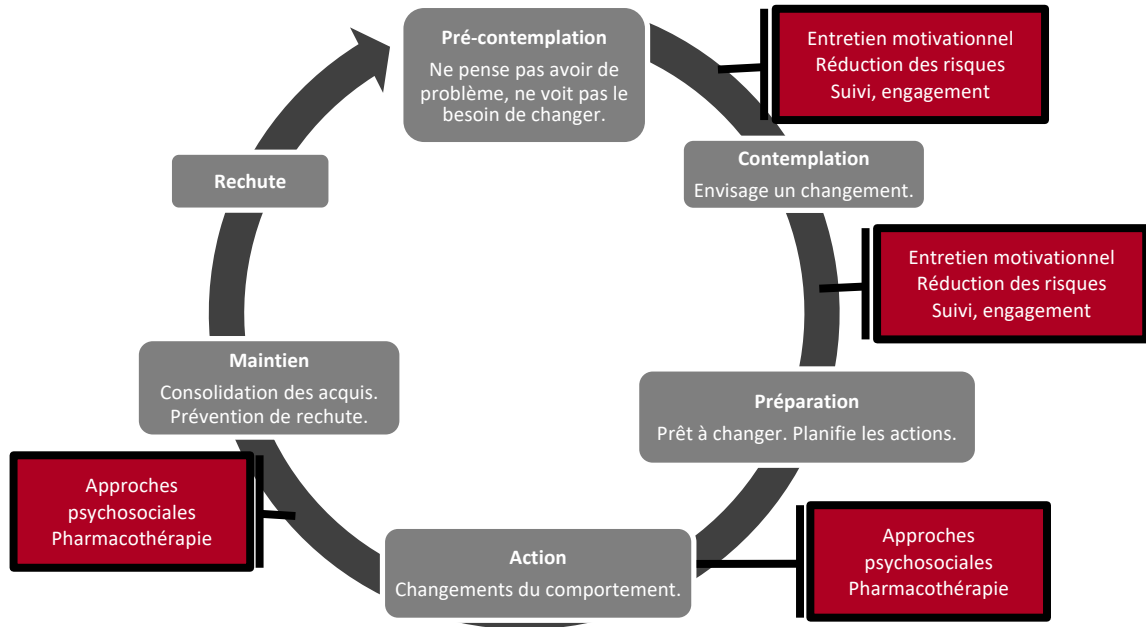 Pré-contemplation
Ne pense pas avoir de
problème, ne voit pas le
besoin de changer.
Entretien motivationnel
Réduction des risques
Suivi, engagement
Contemplation
Envisage un changement.
Entretien motivationnel
Réduction des risques
Suivi, engagement
Préparation
Prêt à changer. Planifie les actions.
Approches
psychosociales
Pharmacothérapie
Action
Changements du comportement.
Approches
psychosociales
Pharmacothérapie
Maintien
Consolidation des acquis.
Prévention de rechute.
Rechute